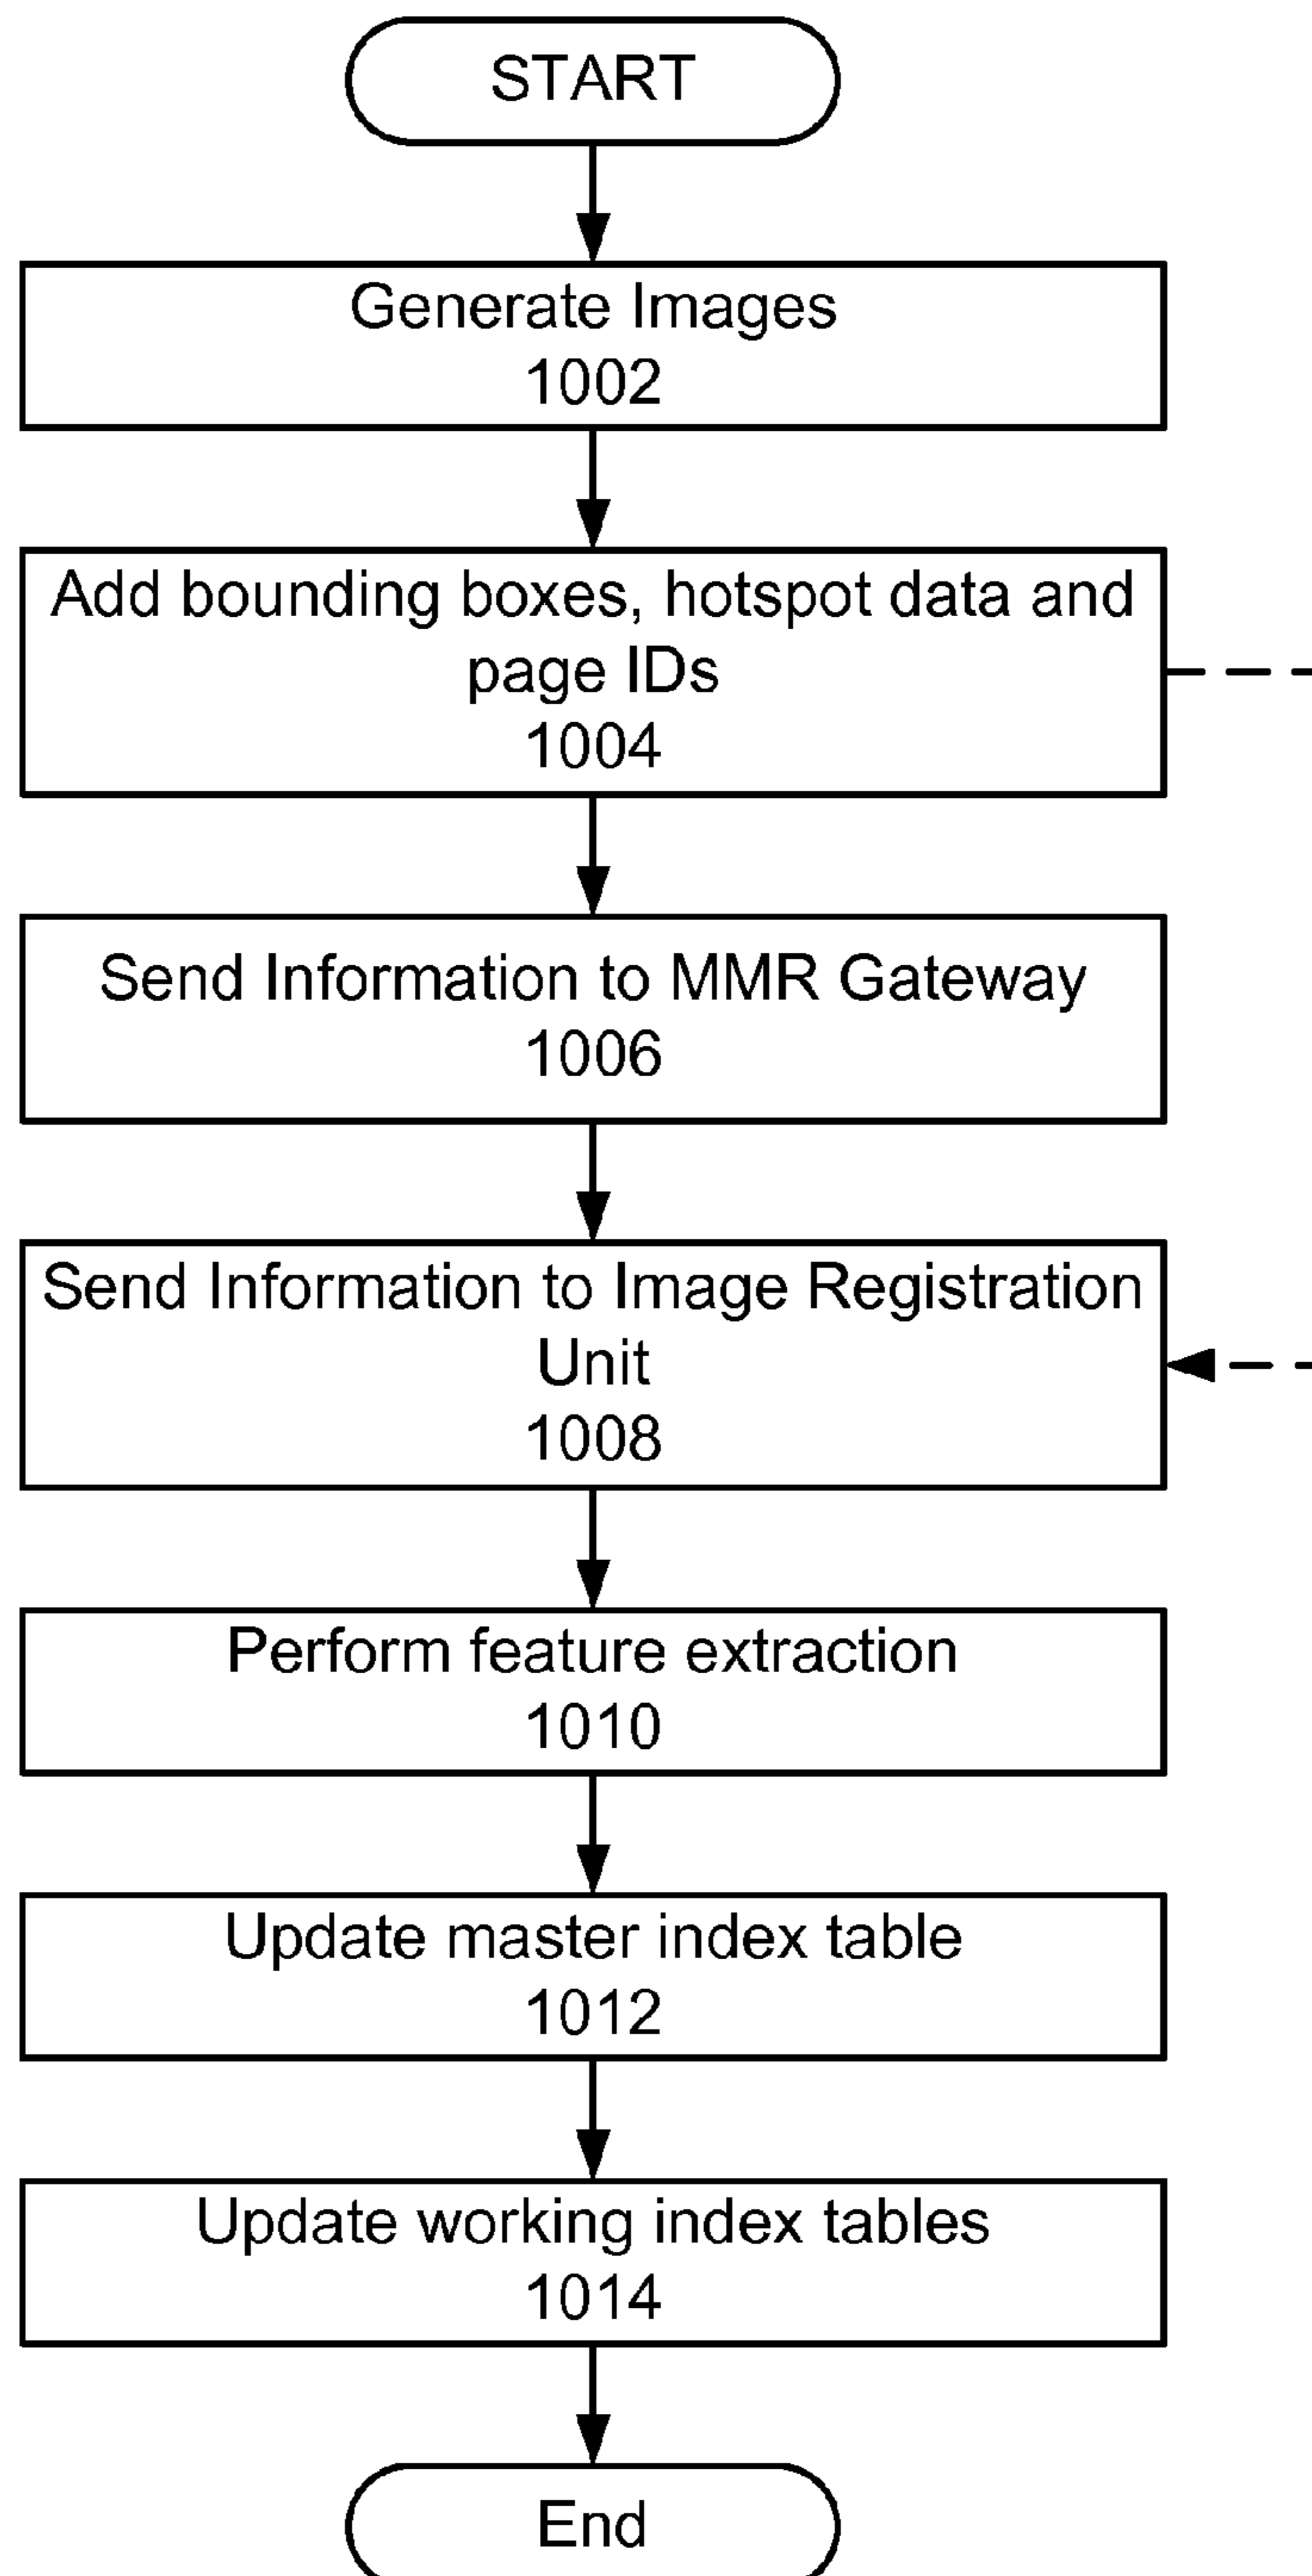 START
Generate Images
1002
Add bounding boxes, hotspot data and
page IDs
1004
Send Information to MMR Gateway
1006
Send Information to Image Registration
Unit
1008
Perform feature extraction
1010
Update master index table
1012
Update working index tables
1014
End